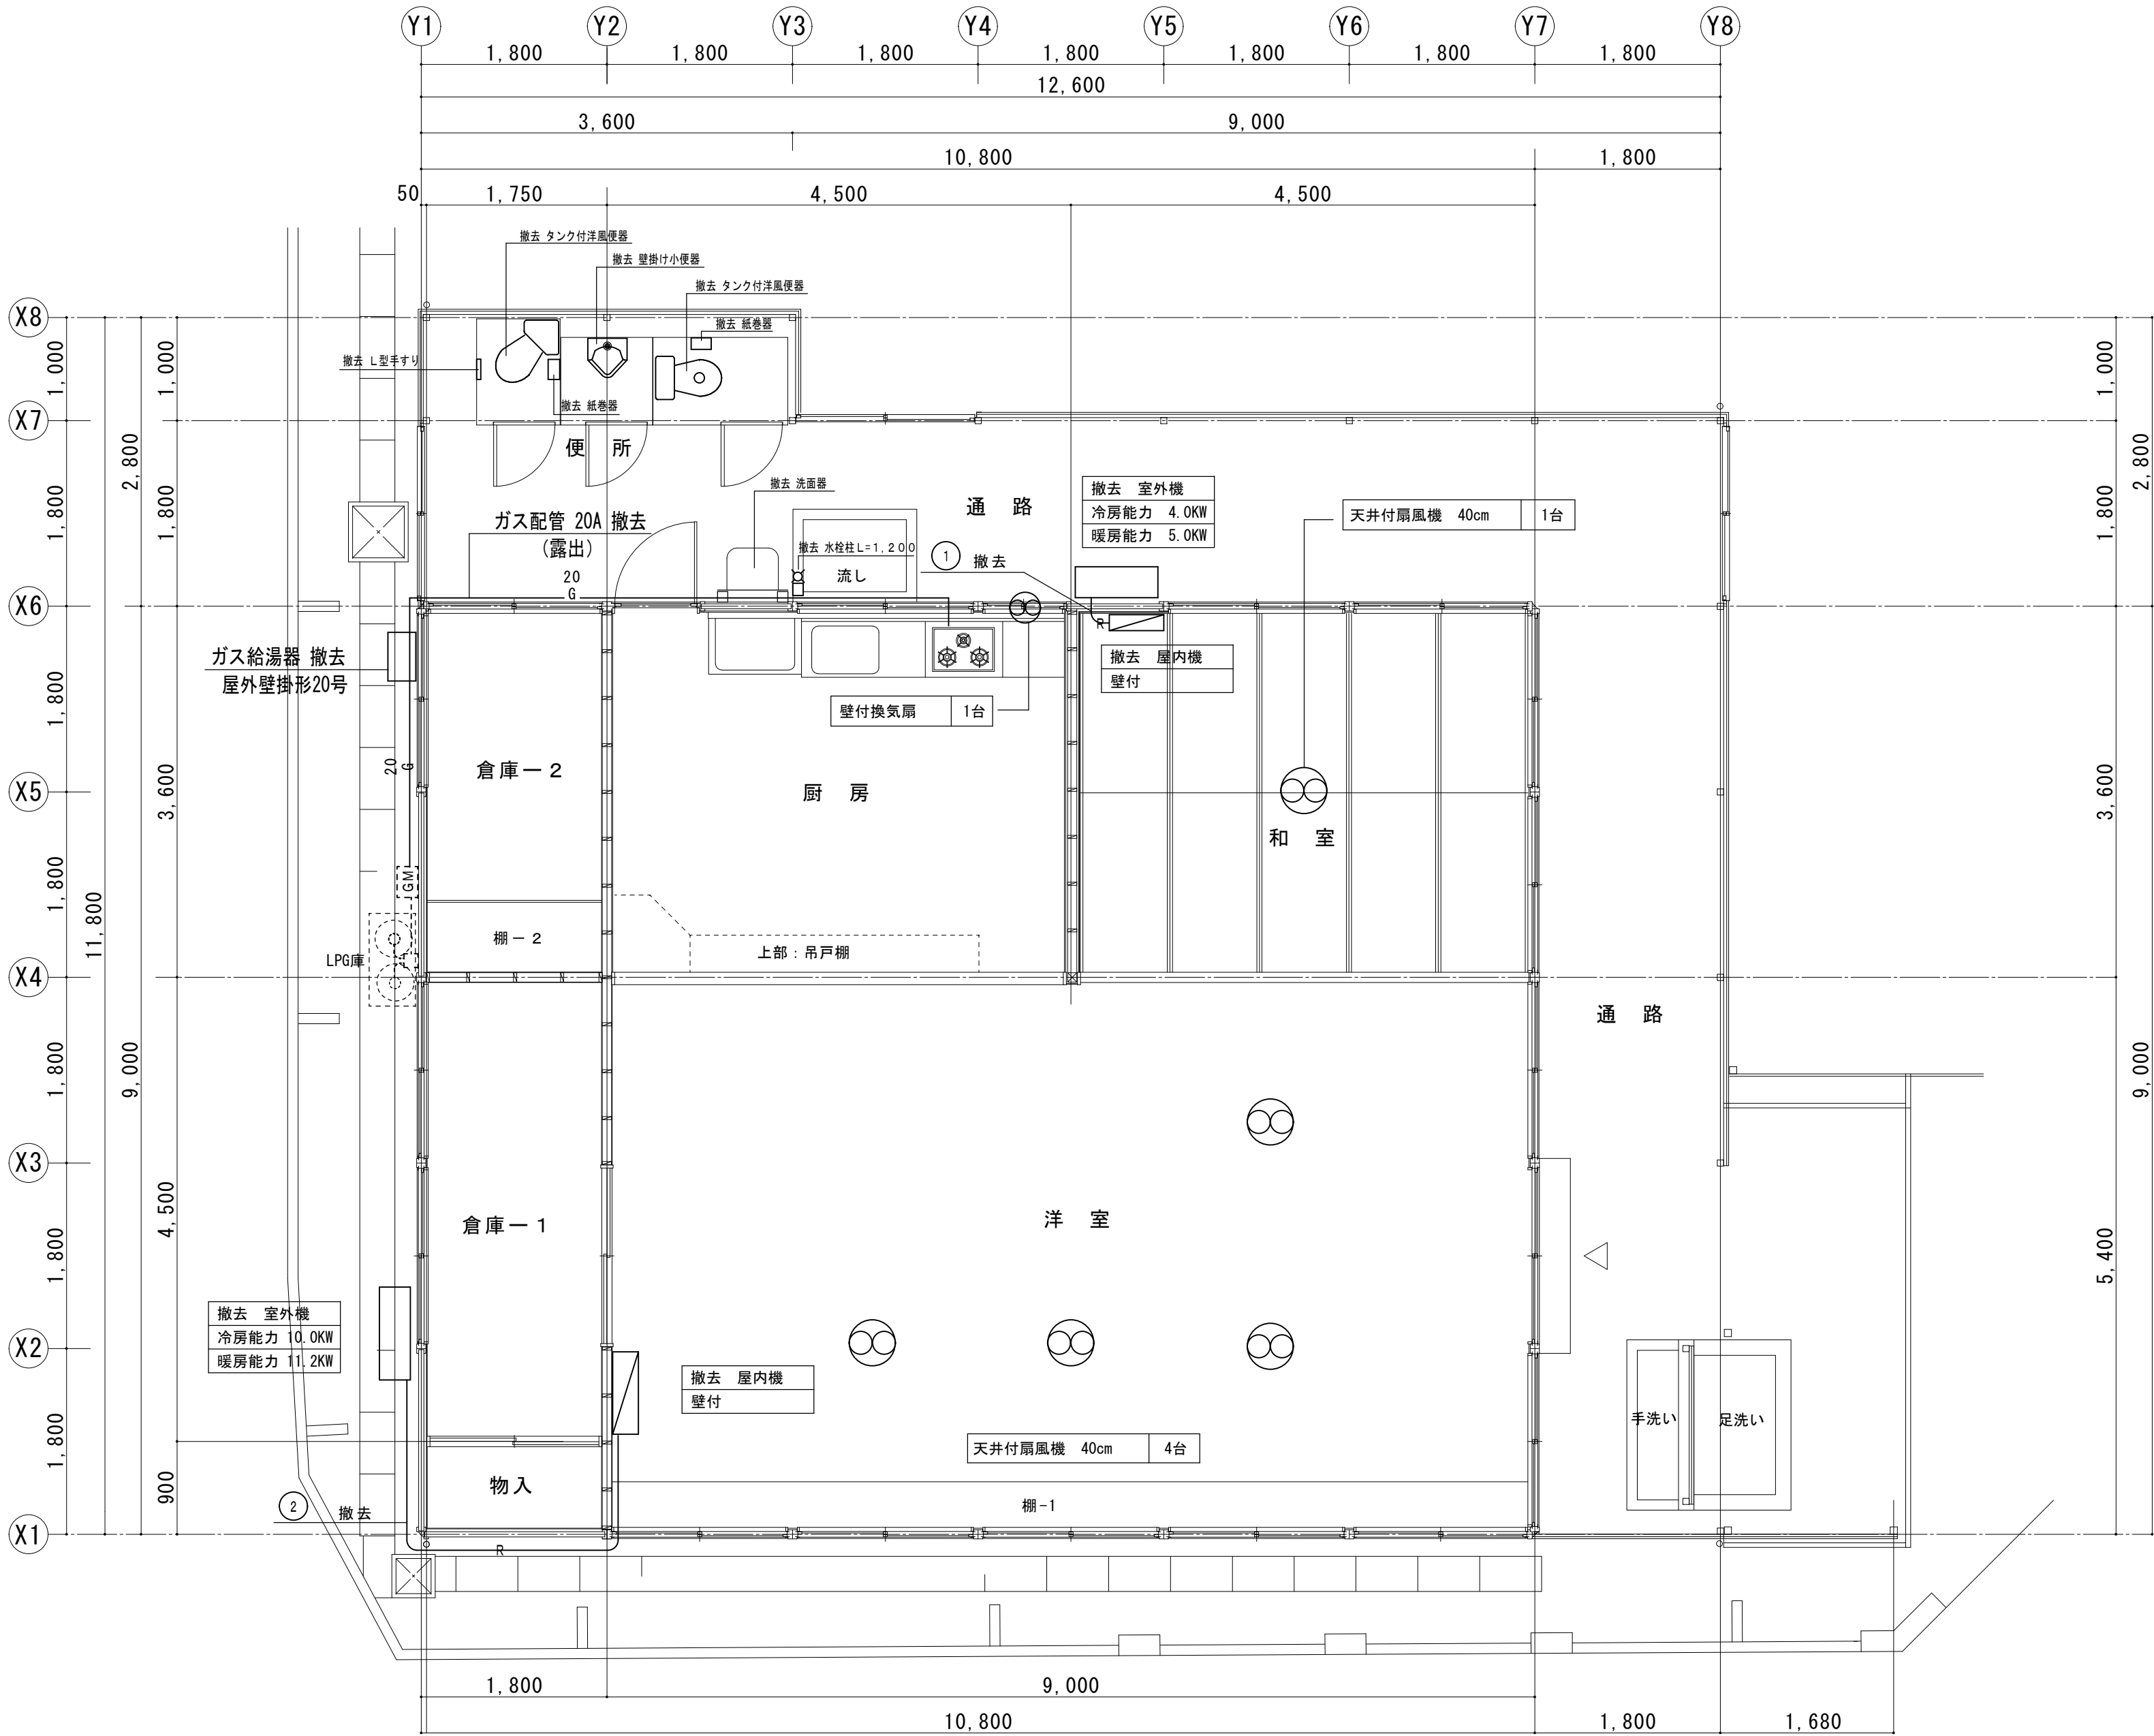 Y1 Y2 Y3 Y4 Y5 Y6 Y7 Y8
1,800 1,800 1,800 1,800 1,800 1,800 1,800
12,600
3,600 9,000
10,800 1,800
50 1,750 4,500 4,500
撤去 タンク付洋風便器
撤去 壁掛け小便器
撤去 タンク付洋風便器
撤去 紙巻器
撤去 L型手すり
撤去 紙巻器
便 所
X8
X7
X6
X5
X4
X3
X2
X1
1,000
1,800
1,800
1,800
1,800
1,800
1,800
11,800
2,800
9,000
1,000
1,800
3,600
4,500
900
撤去 洗面器
ガス配管 20A 撤去
(露出)
20
G
撤去 水栓柱L=1,200
流し
1 撤去
通 路
撤去 室外機
冷房能力 4.0KW
暖房能力 5.0KW
天井付扇風機 40cm 1台
R
撤去 屋内機
壁付
ガス給湯器 撤去
屋外壁掛形20号
壁付換気扇 1台
20
G
倉庫ー2
厨 房
和 室
GM
棚-2
LPG庫
上部:吊戸棚
通 路
倉庫ー1
洋 室
撤去 室外機
冷房能力 10.0KW
暖房能力 11.2KW
撤去 屋内機
壁付
天井付扇風機 40cm 4台
手洗い 足洗い
物入
棚-1
2 撤去
R
1,000
1,800
3,600
5,400
2,800
9,000
1,800 9,000
10,800 1,800 1,680